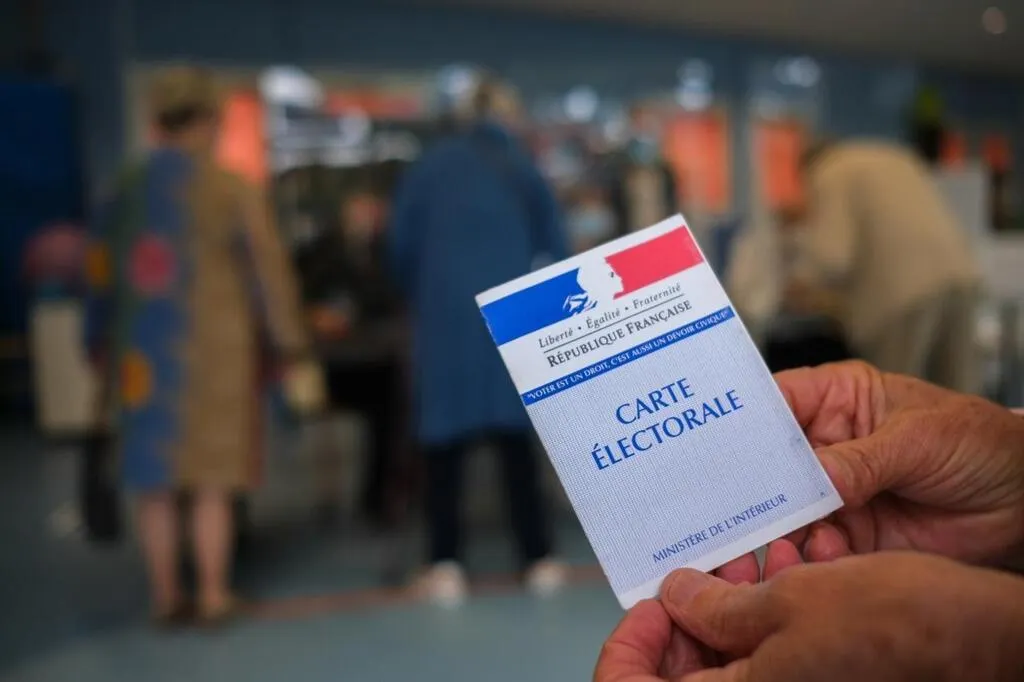 Liberté • Égalité • Fraternité
RÉPUBLIQUE FRANÇAISE
"VOTER EST UN DROIT, C'EST AUSSI UN DEVOIR CIVIQUE"
CARTE
ÉLECTORALE
MINISTÈRE DE L'INTÉRIEUR